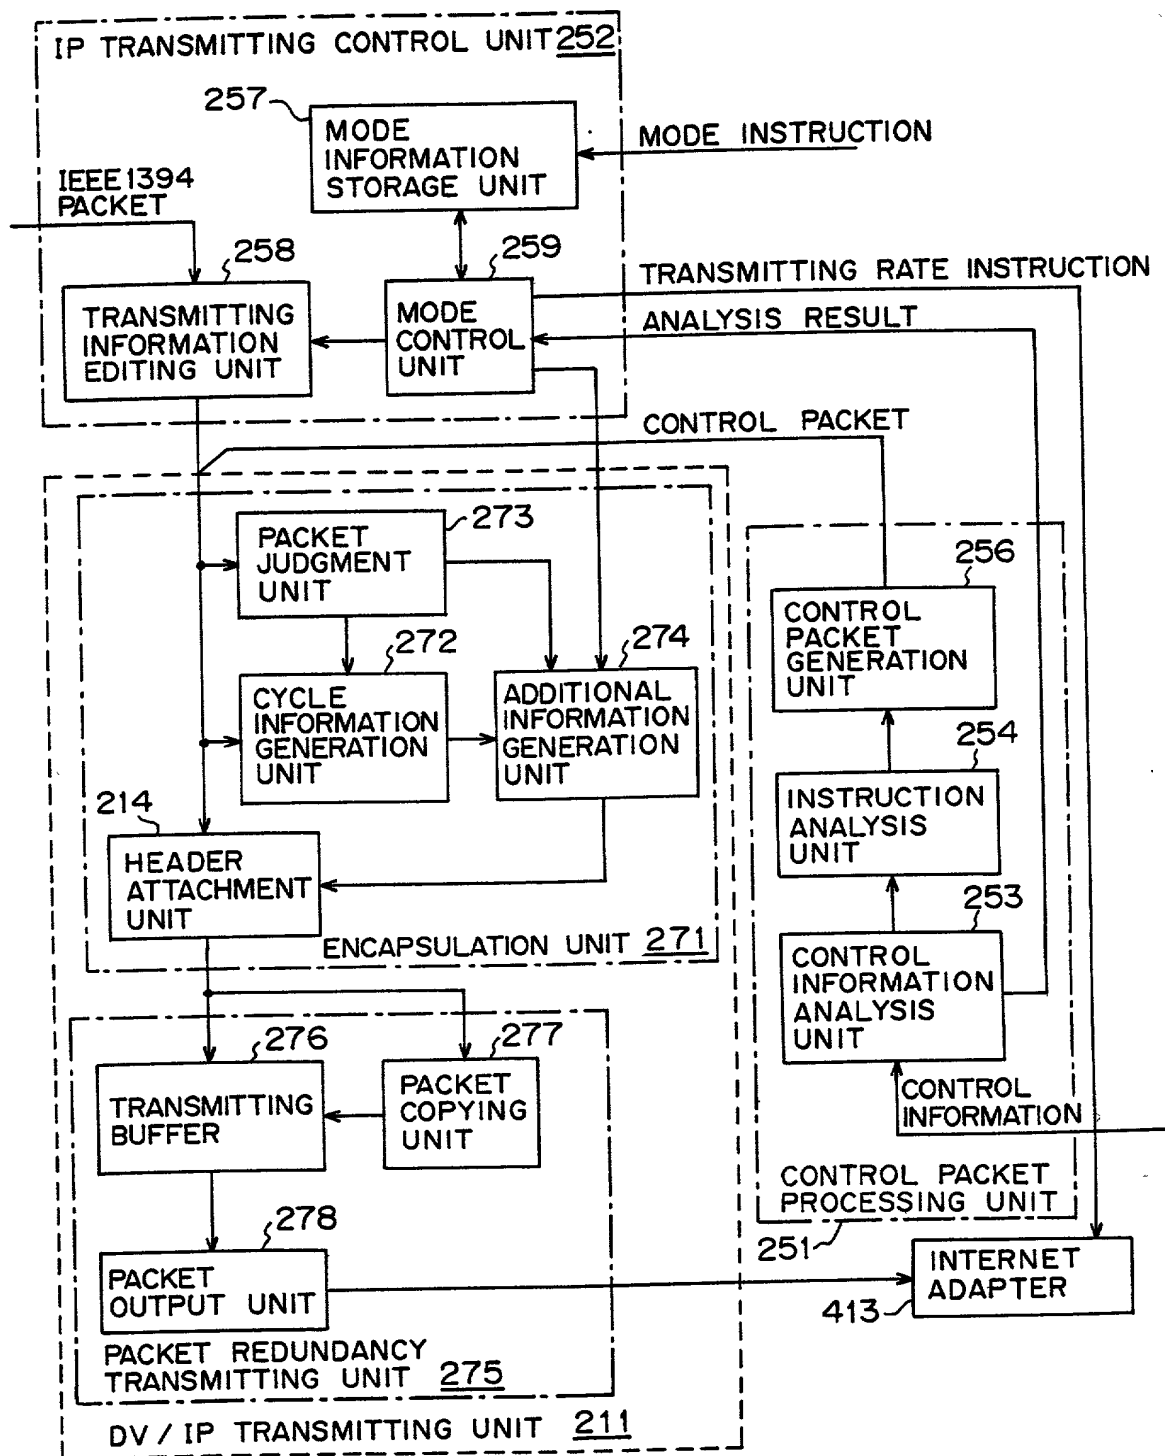 IP TRANSMITTING CONTROL UNIT 252
257
MODE
INFORMATION
STORAGE UNIT
MODE INSTRUCTION
IEEE1394
PACKET
258
259
TRANSMITTING
INFORMATION
EDITING UNIT
MODE
CONTROL
UNIT
TRANSMITTING RATE INSTRUCTION
ANALYSIS RESULT
CONTROL PACKET
273
PACKET
JUDGMENT
UNIT
256
CONTROL
PACKET
GENERATION
UNIT
272
274
CYCLE
INFORMATION
GENERATION
UNIT
ADDITIONAL
INFORMATION
GENERATION
UNIT
254
INSTRUCTION
ANALYSIS
UNIT
214
HEADER
ATTACHMENT
UNIT
253
CONTROL
INFORMATION
ANALYSIS
UNIT
ENCAPSULATION UNIT 271
276
277
TRANSMITTING
BUFFER
PACKET
COPYING
UNIT
CONTROL
INFORMATION
CONTROL PACKET
PROCESSING UNIT
251
278
PACKET
OUTPUT UNIT
INTERNET
ADAPTER
413
PACKET REDUNDANCY
TRANSMITTING UNIT 275
DV / IP TRANSMITTING UNIT 211